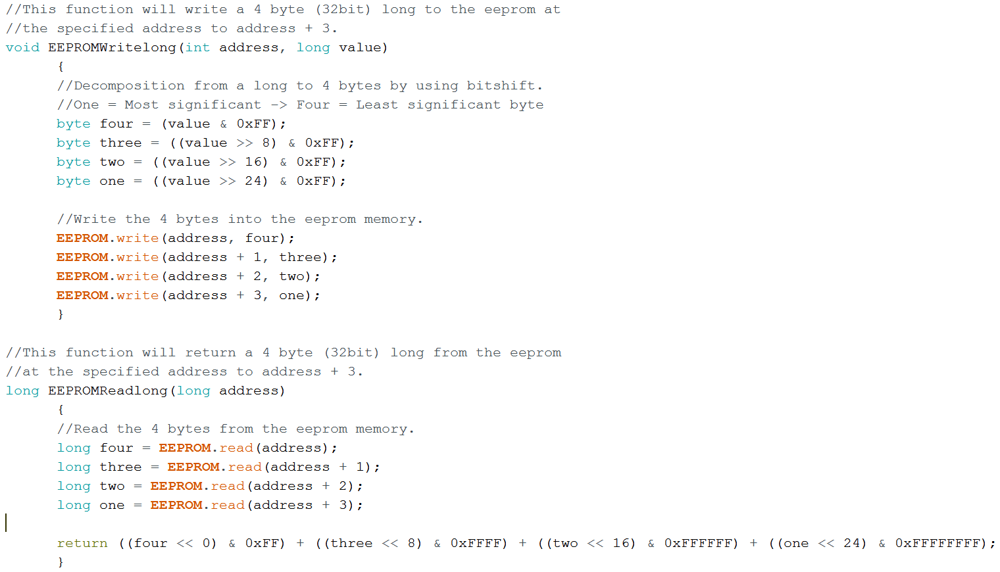 //This function will write a 4 byte (32bit) long to the eeprom at
//the specified address to address + 3.
void EEPROMWritelong(int address, long value)
{
//Decomposition from a long to 4 bytes by using bitshift.
//One = Most significant -> Four = Least significant byte
byte four = (value & 0xFF);
byte three = ((value >> 8) & 0xFF);
byte two = ((value >> 16) & 0xFF);
byte one = ((value >> 24) & 0xFF);
//Write the 4 bytes into the eeprom memory.
EEPROM.write(address, four);
EEPROM.write(address + 1, three);
EEPROM.write(address + 2, two);
EEPROM.write(address + 3, one);
}
//This function will return a 4 byte (32bit) long from the eeprom
//at the specified address to address + 3.
long EEPROMReadlong(long address)
{
//Read the 4 bytes from the eeprom memory.
long four = EEPROM.read(address);
long three = EEPROM.read(address + 1);
long two = EEPROM.read(address + 2);
long one = EEPROM.read(address + 3);
return ((four << 0) & 0xFF) + ((three << 8) & 0xFFFF) + ((two << 16) & 0xFFFFFF) + ((one << 24) & 0xFFFFFFFF);
}